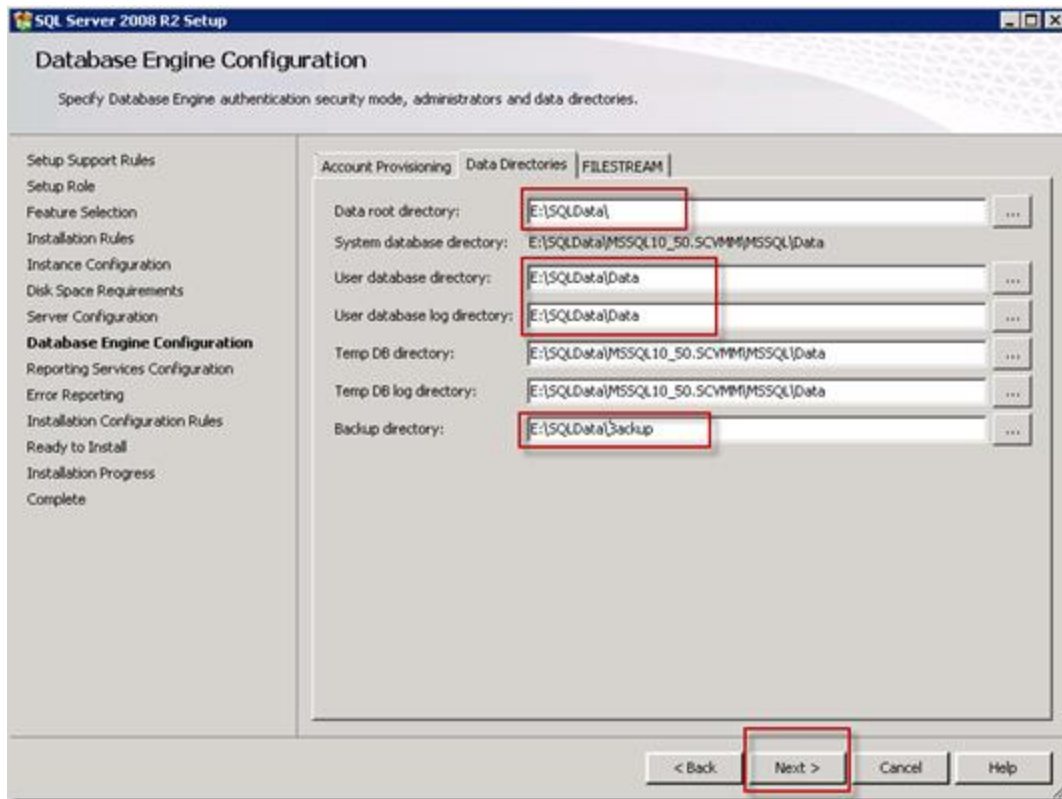 SQL Server 2008 R2 Setup
Database Engine Configuration
Specify Database Engine authentication security mode, administrators and data directories.
Setup Support Rules
Setup Role
Feature Selection
Installation Rules
Instance Configuration
Disk Space Requirements
Server Configuration
Database Engine Configuration
Reporting Services Configuration
Error Reporting
Installation Configuration Rules
Ready to Install
Installation Progress
Complete
Account Provisioning Data Directories FILESTREAM
Data root directory: E:\SQLData\ ...
System database directory: E:\SQLData\MSSQL10_50.SCVMM\MSSQL\Data
User database directory: E:\SQLData\Data ...
User database log directory: E:\SQLData\Data ...
Temp DB directory: E:\SQLData\MSSQL10_50.SCVMM\MSSQL\Data ...
Temp DB log directory: E:\SQLData\MSSQL10_50.SCVMM\MSSQL\Data ...
Backup directory: E:\SQLData\Backup ...
< Back Next > Cancel Help